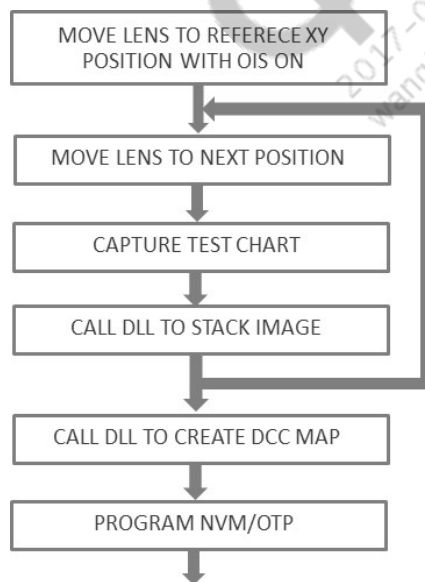 MOVE LENS TO REFERECE XY
POSITION WITH OIS ON
MOVE LENS TO NEXT POSITION
CAPTURE TEST CHART
CALL DLL TO STACK IMAGE
CALL DLL TO CREATE DCC MAP
PROGRAM NVM/OTP